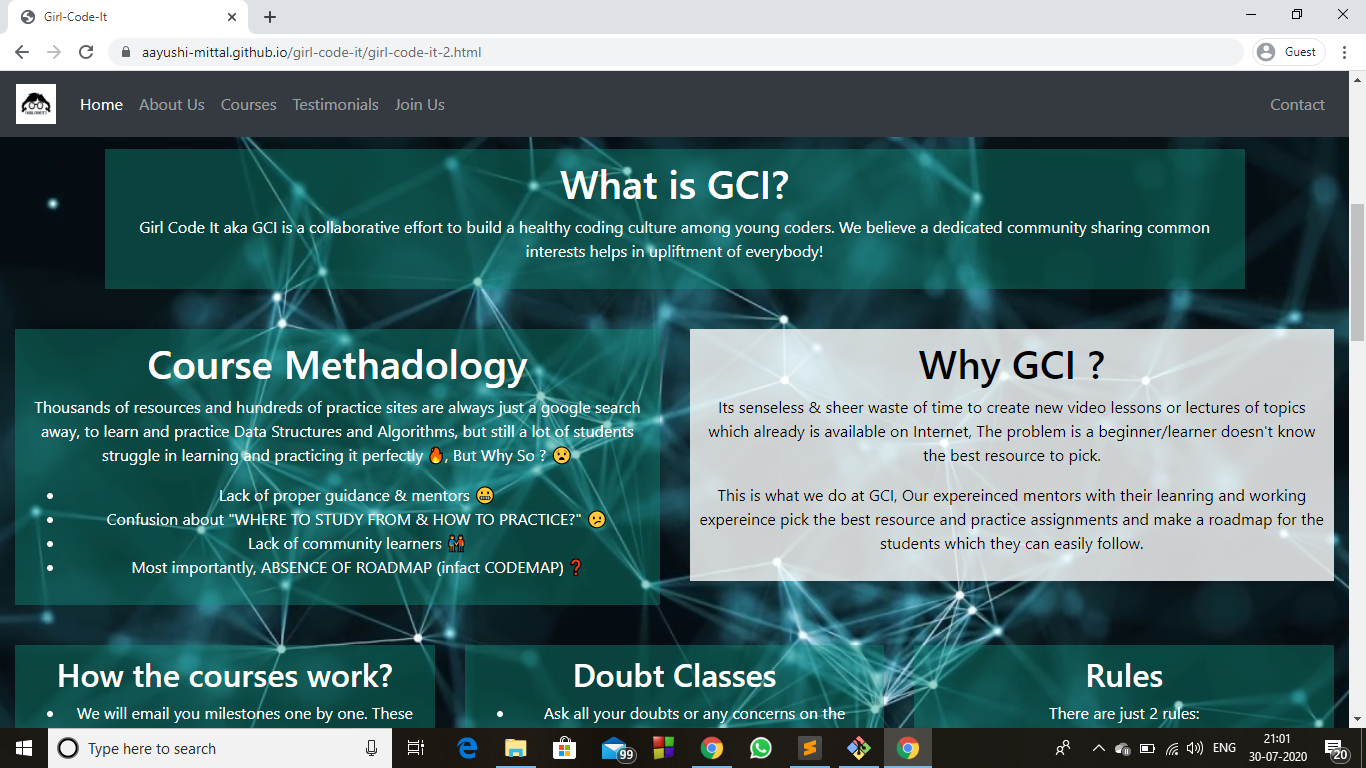 Girl-Code-It
aayushi-mittal.github.io/girl-code-it/girl-code-it-2.html
Guest
Home About Us Courses Testimonials Join Us Contact
What is GCI?
Girl Code It aka GCI is a collaborative effort to build a healthy coding culture among young coders. We believe a dedicated community sharing common
interests helps in upliftment of everybody!
Course Methadology
Thousands of resources and hundreds of practice sites are always just a google search
away, to learn and practice Data Structures and Algorithms, but still a lot of students
struggle in learning and practicing it perfectly 🔥, But Why So ? 😦
• Lack of proper guidance & mentors 😬
• Confusion about "WHERE TO STUDY FROM & HOW TO PRACTICE?" 😕
• Lack of community learners 👫
• Most importantly, ABSENCE OF ROADMAP (infact CODEMAP) ❓
Why GCI ?
Its senseless & sheer waste of time to create new video lessons or lectures of topics
which already is available on Internet, The problem is a beginner/learner doesn't know
the best resource to pick.
This is what we do at GCI, Our expereinced mentors with their leanring and working
expereince pick the best resource and practice assignments and make a roadmap for the
students which they can easily follow.
How the courses work?
• We will email you milestones one by one. These
Doubt Classes
• Ask all your doubts or any concerns on the
Rules
There are just 2 rules:
Type here to search
99
ENG
21:01
30-07-2020
20